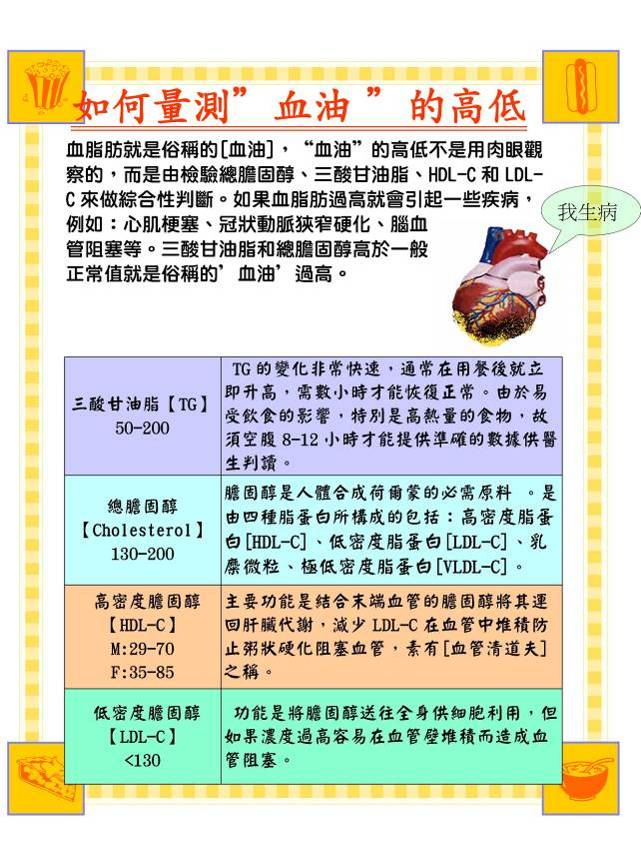 如何量測”血油 ”的高低
血脂肪就是俗稱的[血油]，“血油”的高低不是用肉眼觀
察的，而是由檢驗總膽固醇、三酸甘油脂、HDL-C 和 LDL-
C 來做綜合性判斷。如果血脂肪過高就會引起一些疾病，
例如：心肌梗塞、冠狀動脈狹窄硬化、腦血
管阻塞等。三酸甘油脂和總膽固醇高於一般
正常值就是俗稱的’血油’過高。
我生病
三酸甘油脂【TG】
50-200
TG 的變化非常快速，通常在用餐後就立
即升高，需數小時才能恢復正常。由於易
受飲食的影響，特別是高熱量的食物，故
須空腹 8-12 小時才能提供準確的數據供醫
生判讀。
總膽固醇
【Cholesterol】
130-200
膽固醇是人體合成荷爾蒙的必需原料 。是
由四種脂蛋白所構成的包括：高密度脂蛋
白[HDL-C]、低密度脂蛋白[LDL-C]、乳
糜微粒、極低密度脂蛋白[VLDL-C]。
高密度膽固醇
【HDL-C】
M:29-70
F:35-85
主要功能是結合末端血管的膽固醇將其運
回肝臟代謝，減少 LDL-C 在血管中堆積防
止粥狀硬化阻塞血管，素有[血管清道夫]
之稱。
低密度膽固醇
【LDL-C】
<130
功能是將膽固醇送往全身供細胞利用，但
如果濃度過高容易在血管壁堆積而造成血
管阻塞。